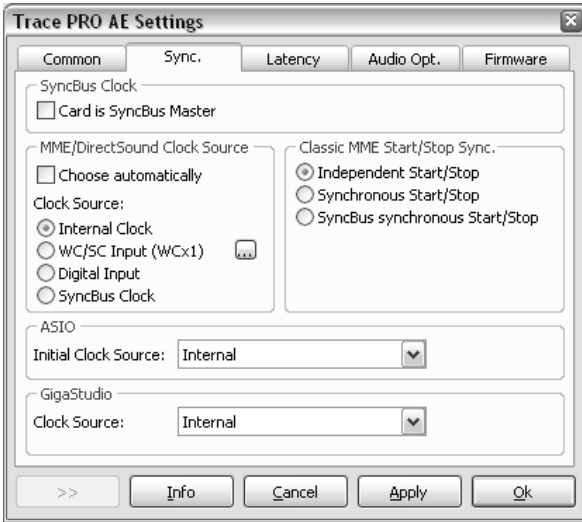 Trace PRO AE Settings
Common Sync. Latency Audio Opt. Firmware
SyncBus Clock
Card is SyncBus Master
MME/DirectSound Clock Source
Choose automatically
Clock Source:
Internal Clock
WC/SC Input (WCx1) ...
Digital Input
SyncBus Clock
Classic MME Start/Stop Sync.
Independent Start/Stop
Synchronous Start/Stop
SyncBus synchronous Start/Stop
ASIO
Initial Clock Source: Internal
GigaStudio
Clock Source: Internal
>> Info Cancel Apply Ok